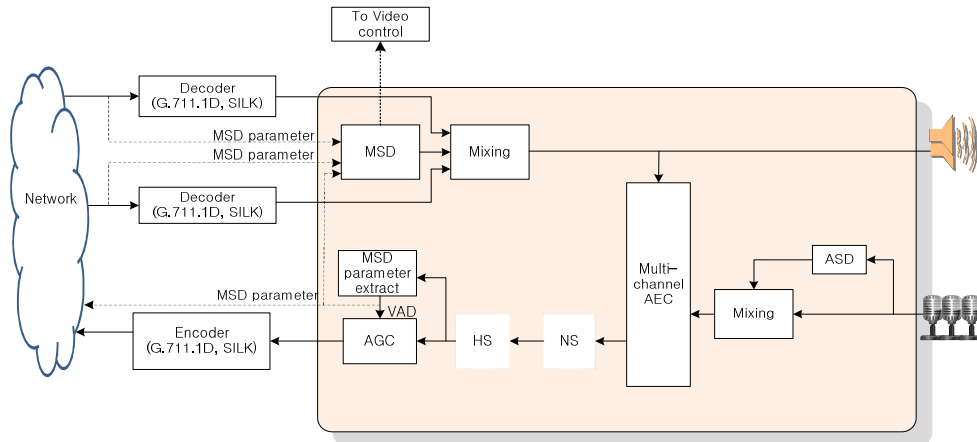 To Video
control
Decoder
(G.711.1D, SILK)
MSD parameter
MSD parameter
MSD
Mixing
Network
Decoder
(G.711.1D, SILK)
MSD
parameter
extract
Multi-
channel
AEC
ASD
MSD parameter
VAD
Mixing
Encoder
(G.711.1D, SILK)
AGC
HS
NS